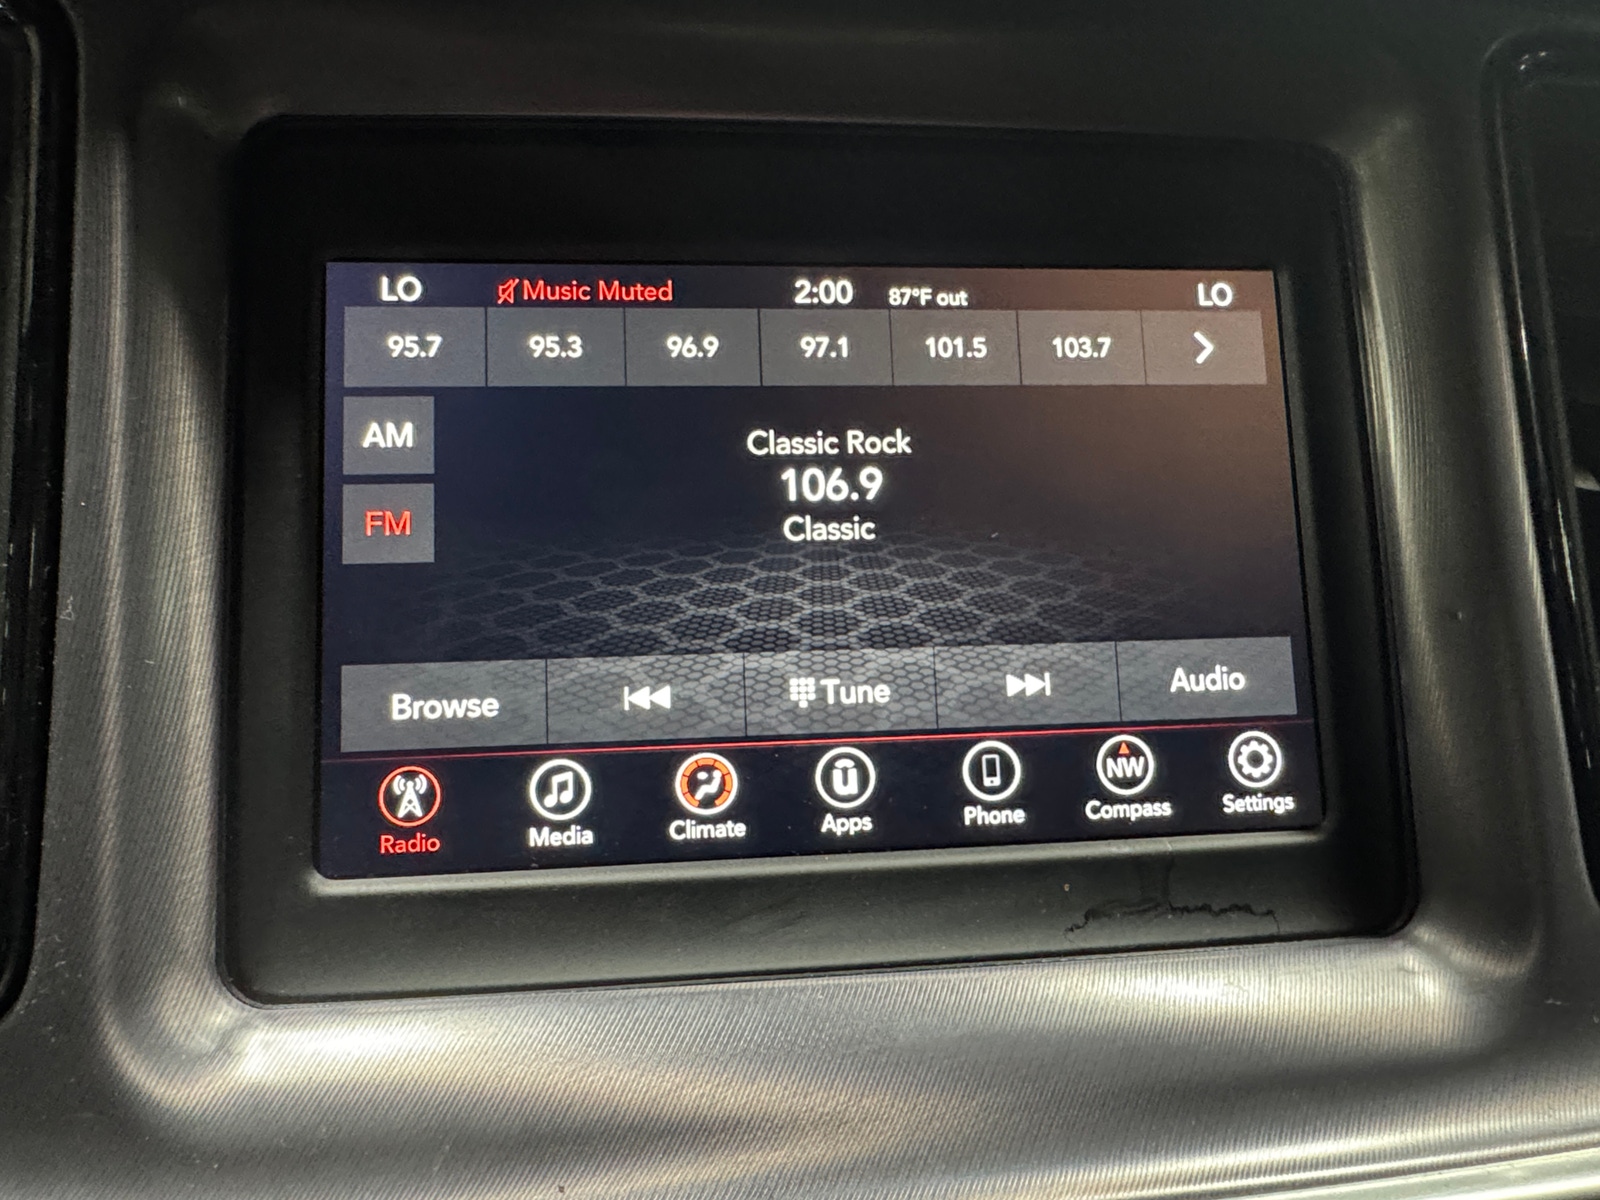 LO Music Muted 2:00 87°F out LO
95.7 95.3 96.9 97.1 101.5 103.7
AM
Classic Rock
106.9
FM
Classic
Browse Tune Audio
NW
Radio Media Climate Apps Phone Compass Settings